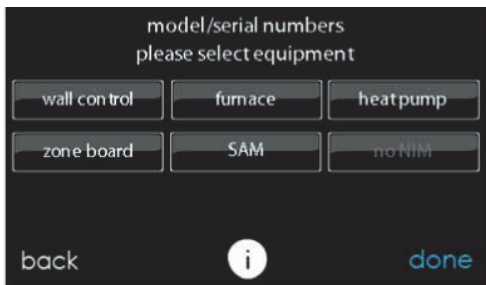 model/serial numbers
please select equipment
wall control furnace heat pump
zone board SAM no NIM
back i done